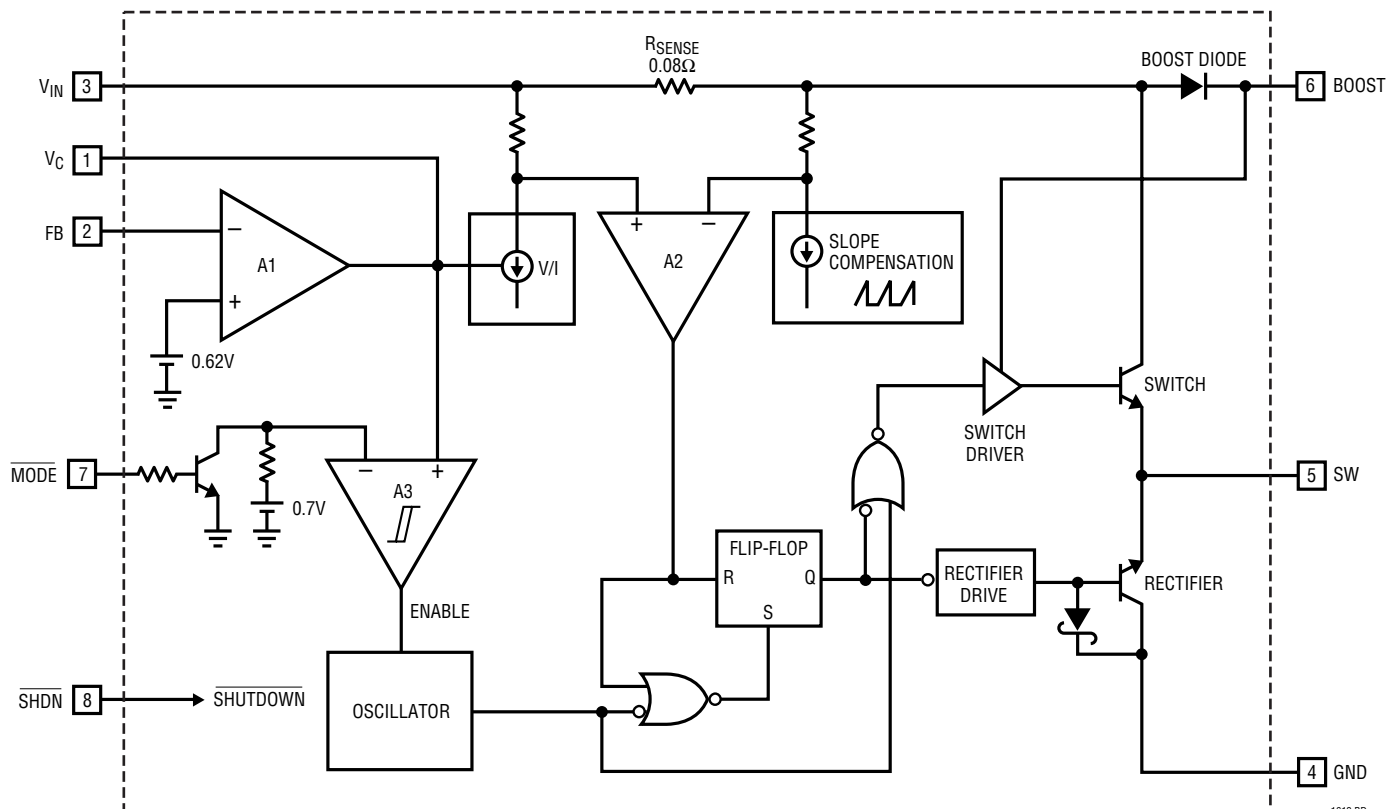 RSENSE
0.08Ω
BOOST DIODE
VIN 3
6 BOOST
VC 1
FB 2
−
A1
+
0.62V
V/I
+ −
A2
SLOPE
COMPENSATION
SWITCH
SWITCH
DRIVER
MODE 7
0.7V
− +
A3
5 SW
FLIP-FLOP
R Q
S
RECTIFIER
DRIVE
RECTIFIER
ENABLE
SHDN 8
SHUTDOWN
OSCILLATOR
4 GND